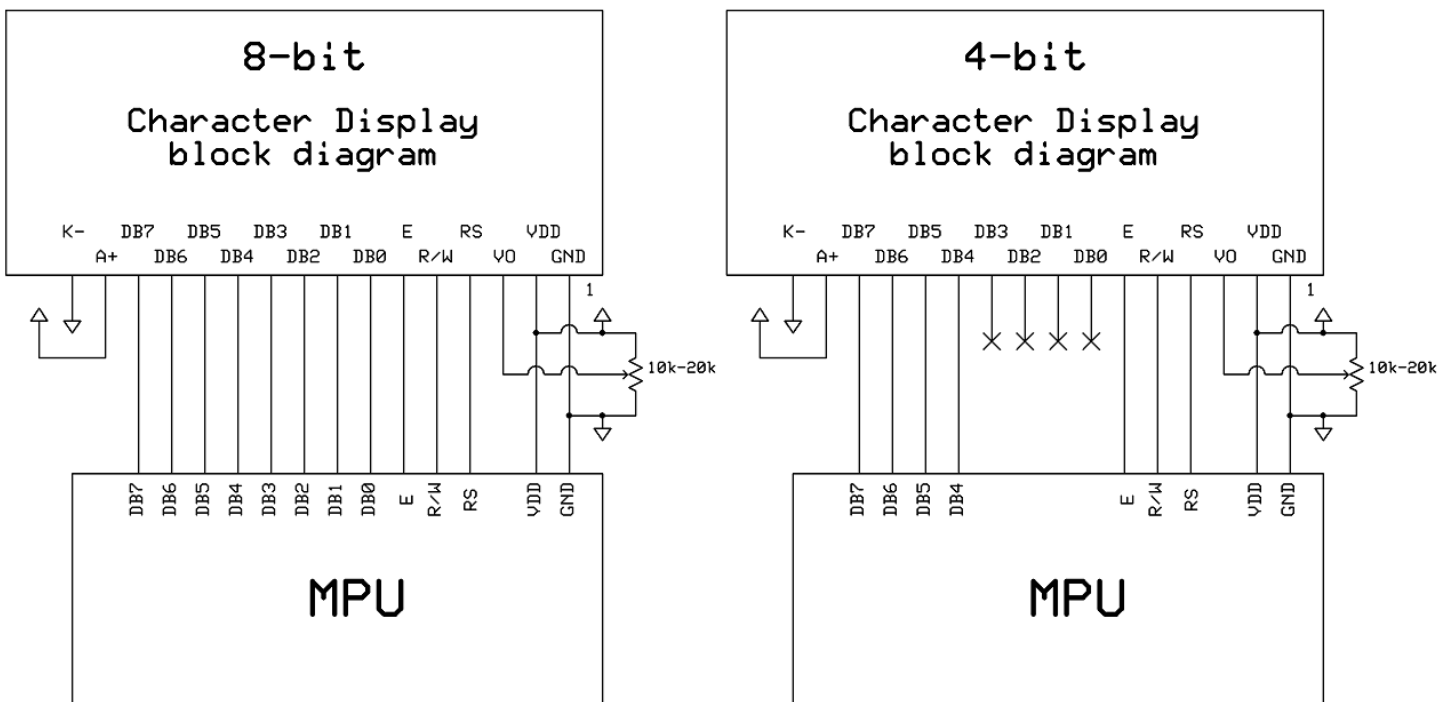 8-bit
Character Display
block diagram
K- DB7 DB5 DB3 DB1 E RS VDD
A+ DB6 DB4 DB2 DB0 R/W VO GND
1
10k-20k
DB7 DB6 DB5 DB4 DB3 DB2 DB1 DB0 E R/W RS VDD GND
MPU
4-bit
Character Display
block diagram
K- DB7 DB5 DB3 DB1 E RS VDD
A+ DB6 DB4 DB2 DB0 R/W VO GND
1
10k-20k
DB7 DB6 DB5 DB4 E R/W RS VDD GND
MPU